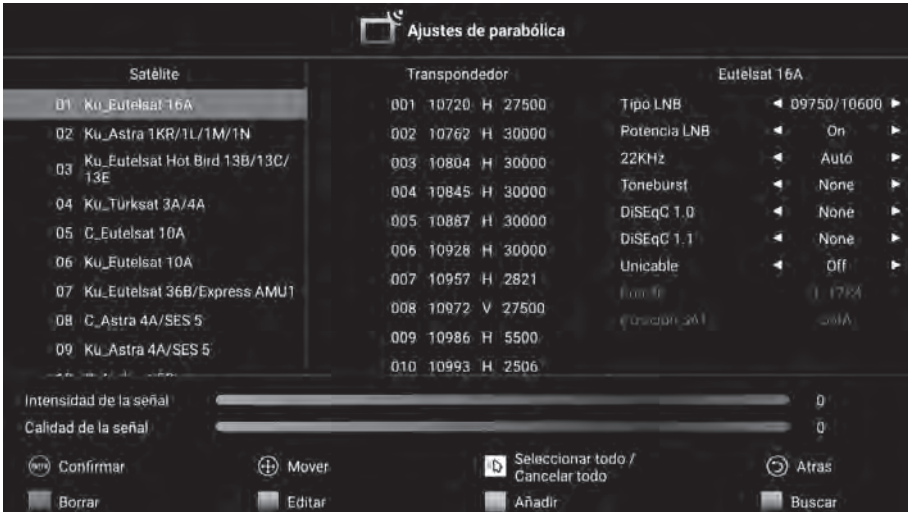 Ajustes de parabólica
Satélite
01 Ku_Eutelsat 16A
02 Ku_Astra 1KR/1L/1M/1N
03 Ku_Eutelsat Hot Bird 13B/13C/
13E
04 Ku_Turksat 3A/4A
05 C_Eutelsat 10A
06 Ku_Eutelsat 10A
07 Ku_Eutelsat 36B/Express AMU1
08 C_Astra 4A/SES 5
09 Ku_Astra 4A/SES 5
Transpondedor
001 10720 H 27500
002 10762 H 30000
003 10804 H 30000
004 10845 H 30000
005 10887 H 30000
006 10928 H 30000
007 10957 H 2821
008 10972 V 27500
009 10986 H 5500
010 10993 H 2506
Eutelsat 16A
Tipo LNB ◄ 09750/10600 ►
Potencia LNB ◄ On ►
22KHz ◄ Auto ►
Toneburst ◄ None ►
DiSEqC 1.0 ◄ None ►
DiSEqC 1.1 ◄ None ►
Unicable ◄ Off ►
Intensidad de la señal 0
Calidad de la señal 0
Confirmar
Mover
Seleccionar todo /
Cancelar todo
Atras
Borrar
Editar
Añadir
Buscar